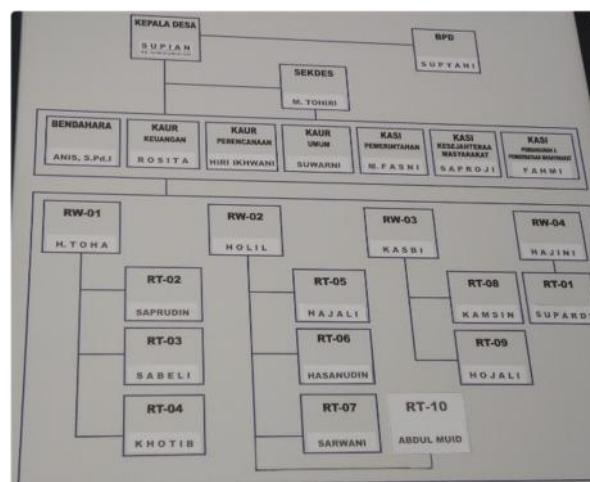 KEPALA DESA
SUPIAN
BPD
SUPYANI
SEKDES
M. TOHIRI
BENDAHARA
ANIS, S.Pd.I
KAUR
KEUANGAN
ROSITA
KAUR
PERENCANAAN
HIRI IKHWANI
KAUR
UMUM
SUWARNI
KASI
PEMERINTAHAN
M. FASNI
KASI
KESEJAHTERAA
MASYARAKAT
SAPROJI
KASI
FAHMI
RW-01
H. TOHA
RW-02
HOLIL
RW-03
KASBI
RW-04
HAJINI
RT-02
SAPRUDIN
RT-05
HAJALI
RT-08
KAMSIN
RT-01
SUPARDI
RT-03
SABELI
RT-06
HASANUDIN
RT-09
HOJALI
RT-04
KHOTIB
RT-07
SARWANI
RT-10
ABDUL MUID